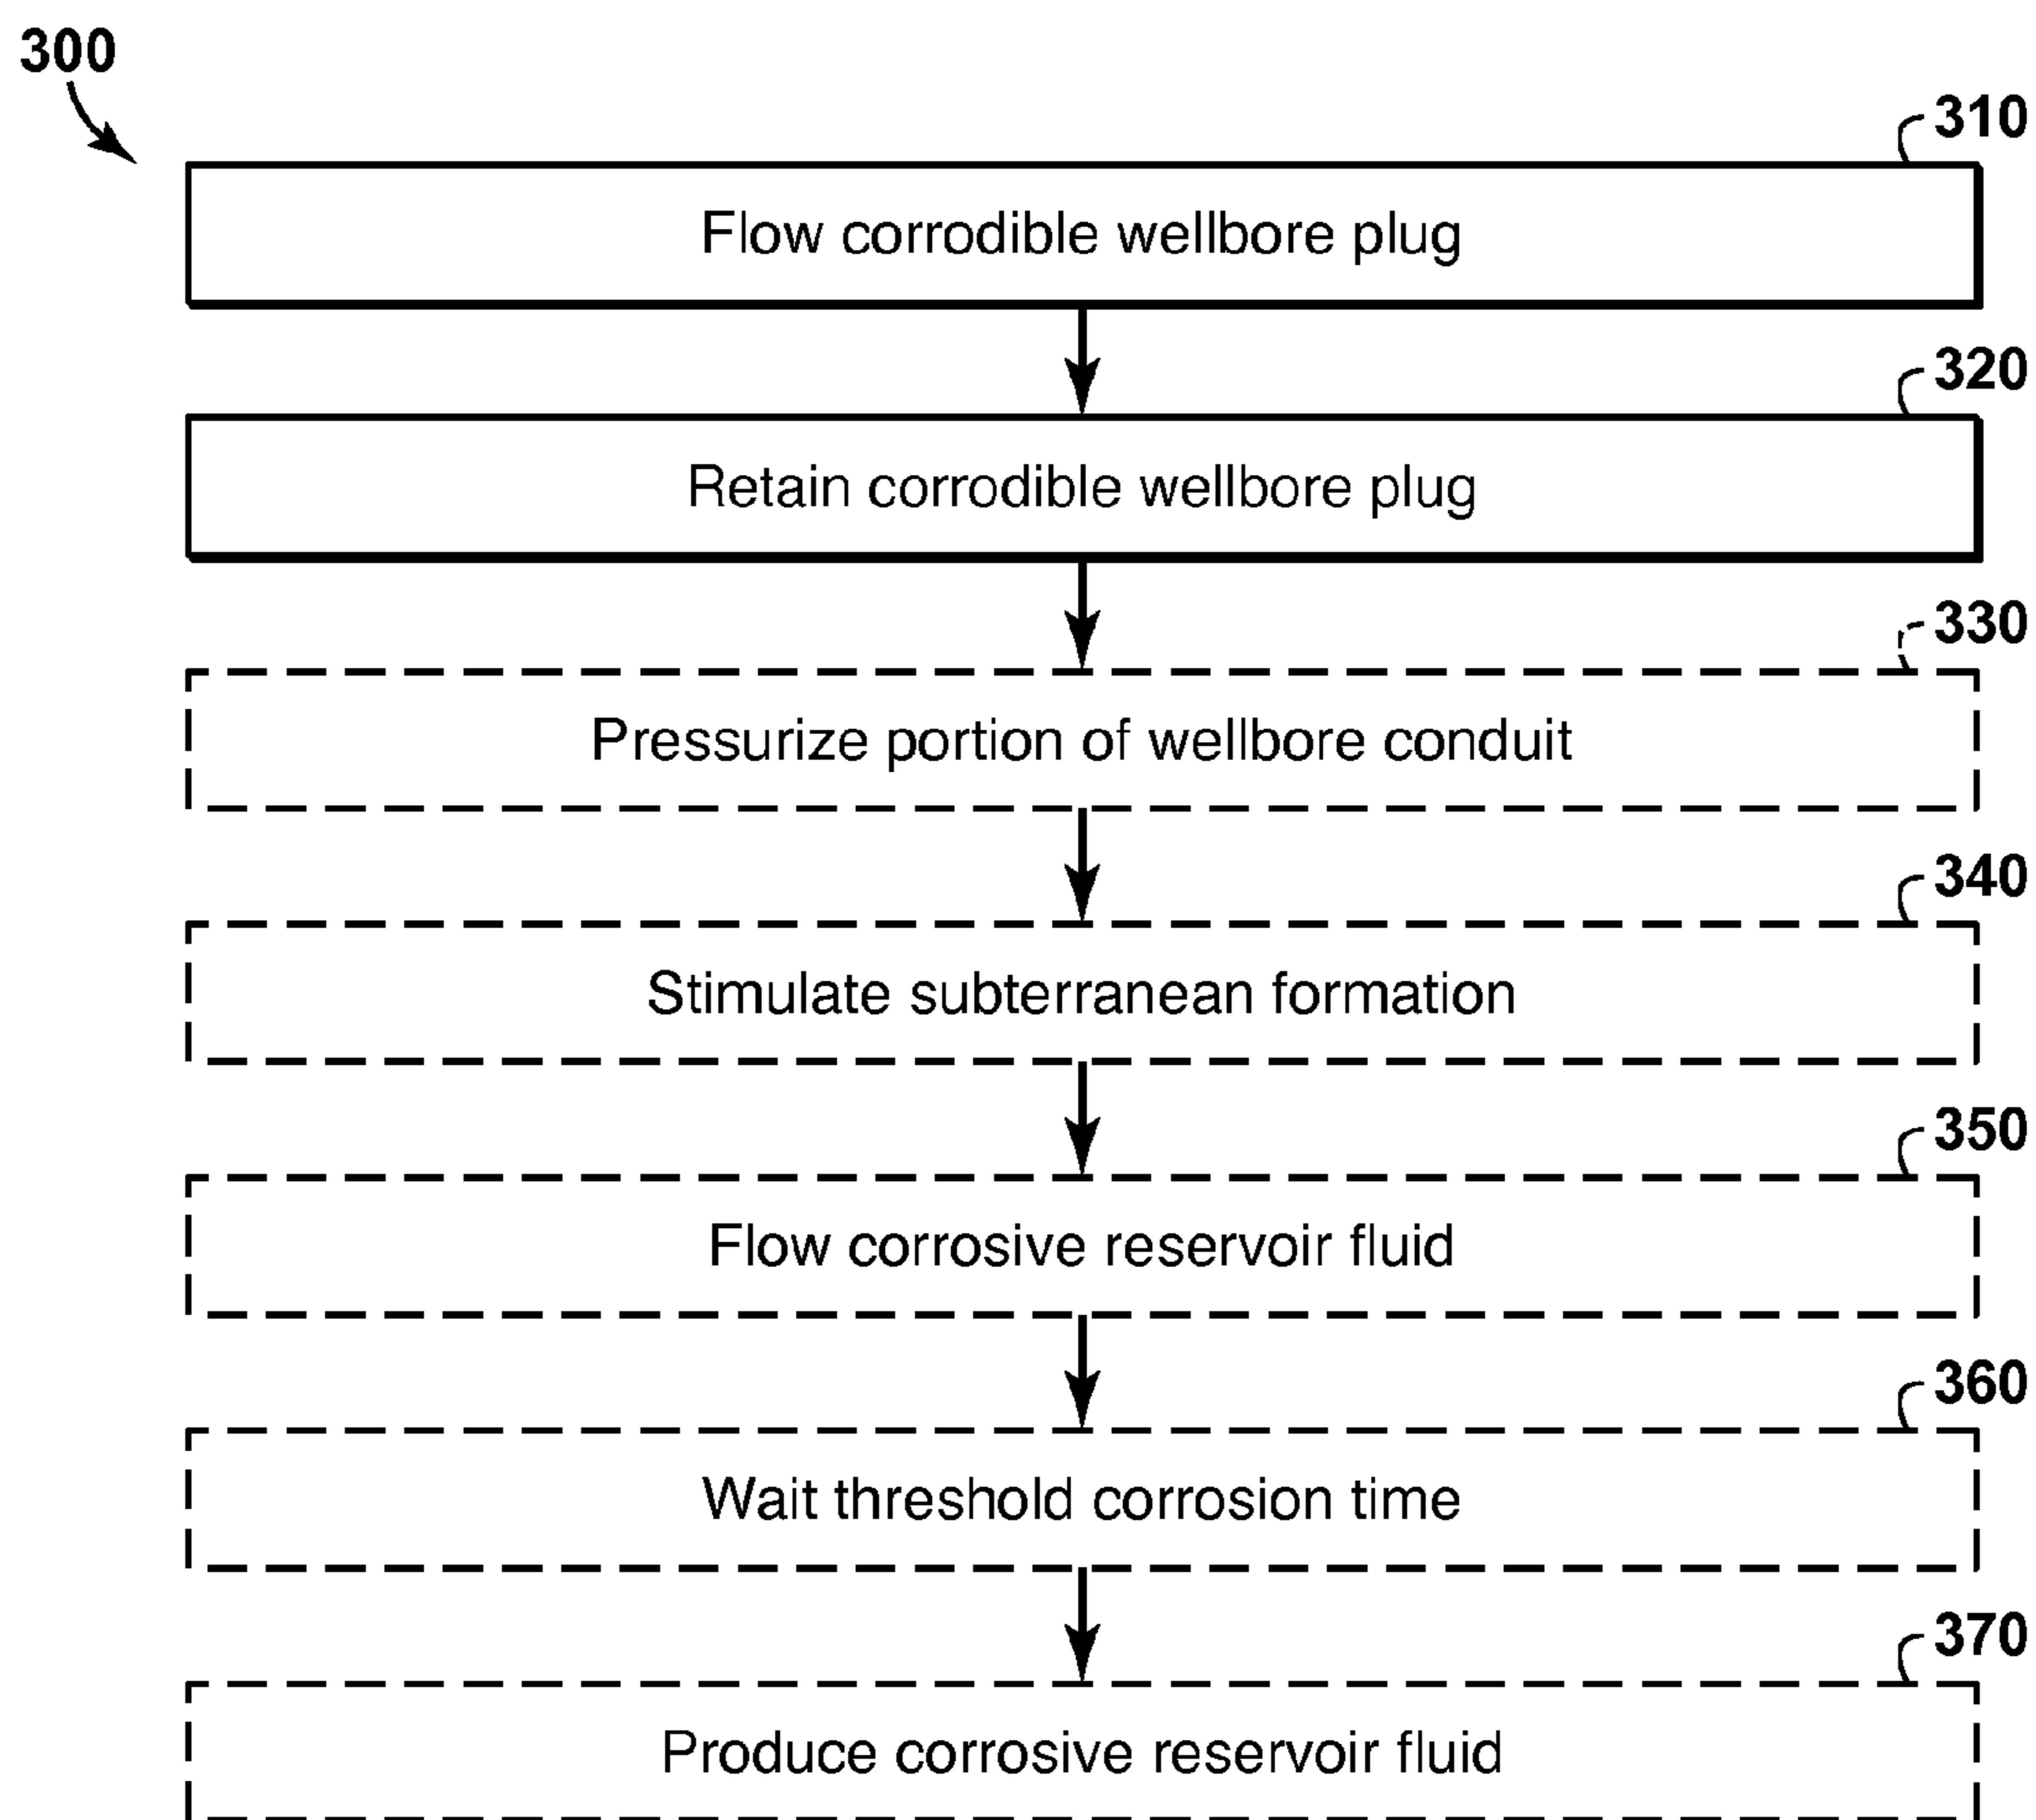 300
310
Flow corrodible wellbore plug
320
Retain corrodible wellbore plug
330
Pressurize portion of wellbore conduit
340
Stimulate subterranean formation
350
Flow corrosive reservoir fluid
360
Wait threshold corrosion time
370
Produce corrosive reservoir fluid